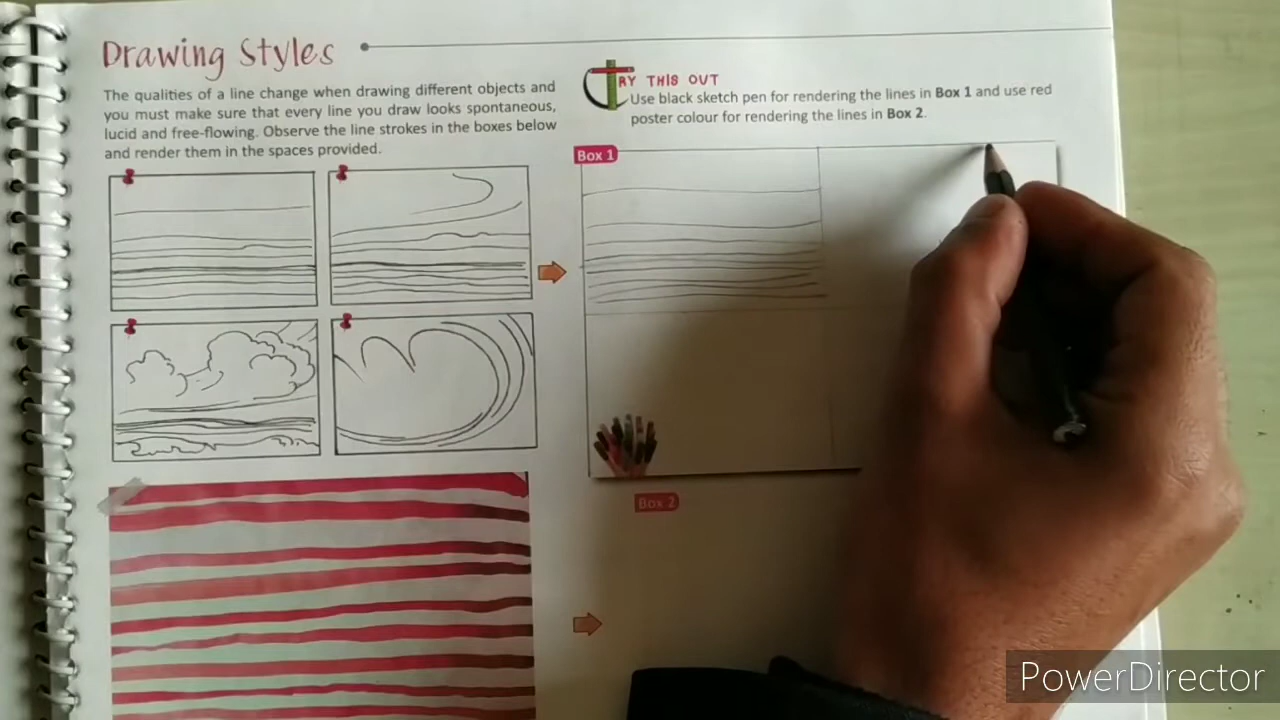 Drawing Styles
The qualities of a line change when drawing different objects and
you must make sure that every line you draw looks spontaneous,
lucid and free-flowing. Observe the line strokes in the boxes below
and render them in the spaces provided.
TRY THIS OUT
Use black sketch pen for rendering the lines in Box 1 and use red
poster colour for rendering the lines in Box 2.
Box 1
Box 2
PowerDirector